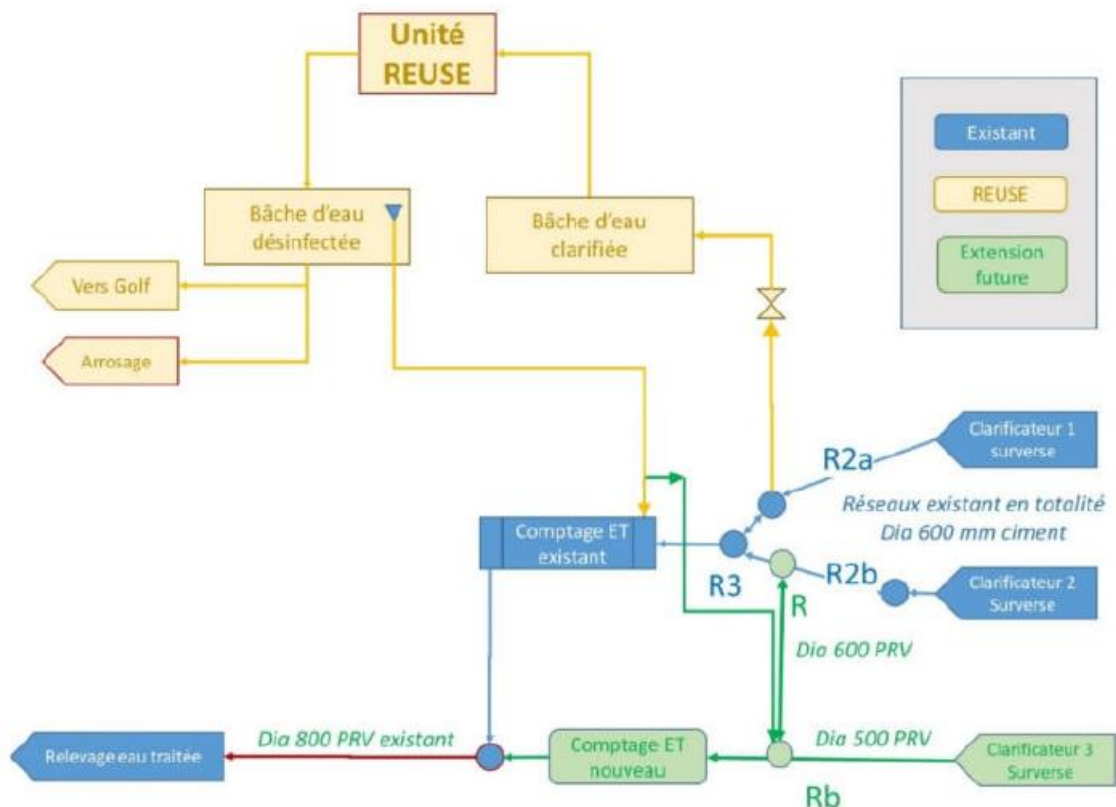 Unité
REUSE
Existant
REUSE
Extension
future
Bâche d'eau
désinfectée
Bâche d'eau
clarifiée
Vers Golf
Arrosage
Clarificateur 1
surverse
R2a
Réseaux existant en totalité
Dia 600 mm ciment
Comptage ET
existant
R3
R2b
Clarificateur 2
Surverse
R
Dia 600 PRV
Dia 800 PRV existant
Relevage eau traitée
Comptage ET
nouveau
Dia 500 PRV
Rb
Clarificateur 3
Surverse